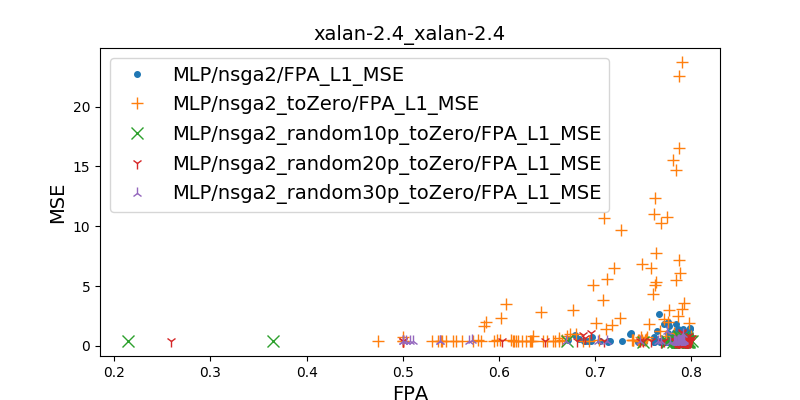 xalan-2.4_xalan-2.4
MLP/nsga2/FPA_L1_MSE
MLP/nsga2_toZero/FPA_L1_MSE
MLP/nsga2_random10p_toZero/FPA_L1_MSE
MLP/nsga2_random20p_toZero/FPA_L1_MSE
MLP/nsga2_random30p_toZero/FPA_L1_MSE
MSE
20
15
10
5
0
0.2 0.3 0.4 0.5 0.6 0.7 0.8
FPA